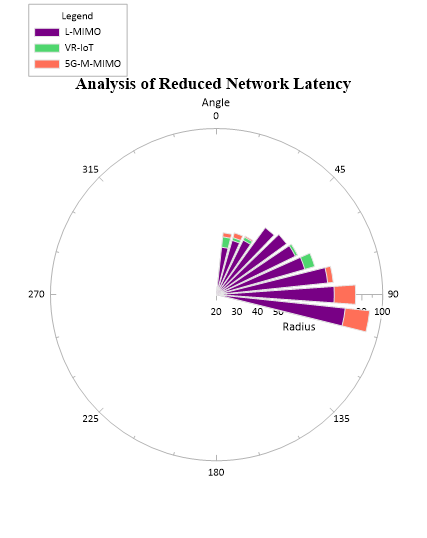 Legend
L-MIMO
VR-IoT
5G-M-MIMO
Analysis of Reduced Network Latency
Angle
0
315
45
270
90
20 30 40 50
100
Radius
225
135
180